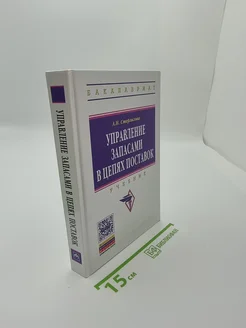 БАКАЛАВРИАТ
УПРАВЛЕНИЕ
ЗАПАСАМИ
В ЦЕПЯХ ПОСТАВОК
УЧЕБНИК
УПРАВЛЕНИЕ ЗАПАСАМИ В ЦЕПЯХ ПОСТАВОК
15 СМ